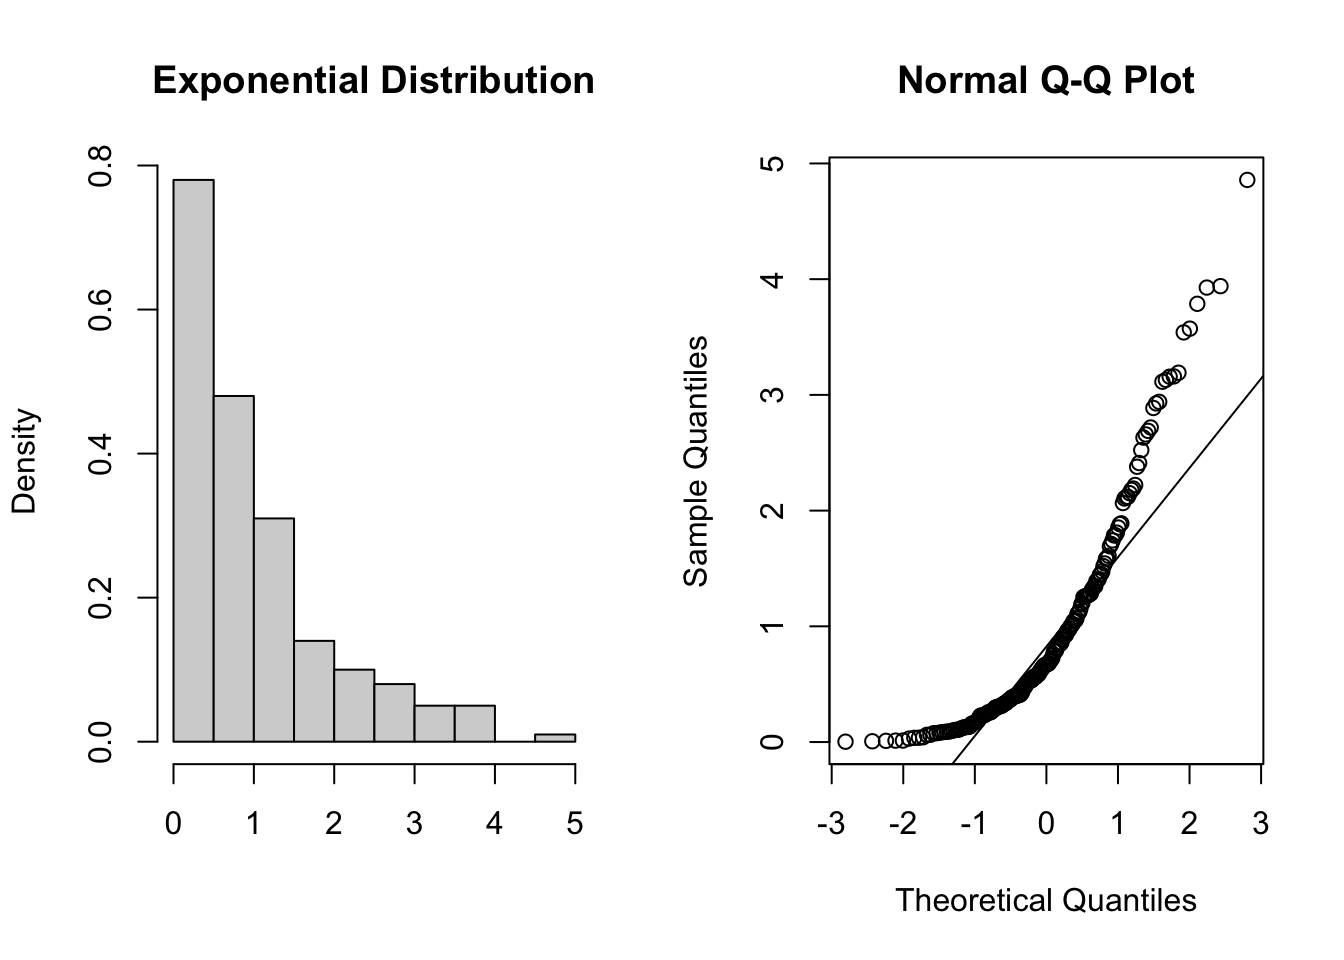 Exponential Distribution
Density
0.0 0.2 0.4 0.6 0.8
0 1 2 3 4 5
Normal Q-Q Plot
Sample Quantiles
0 1 2 3 4 5
-3 -2 -1 0 1 2 3
Theoretical Quantiles